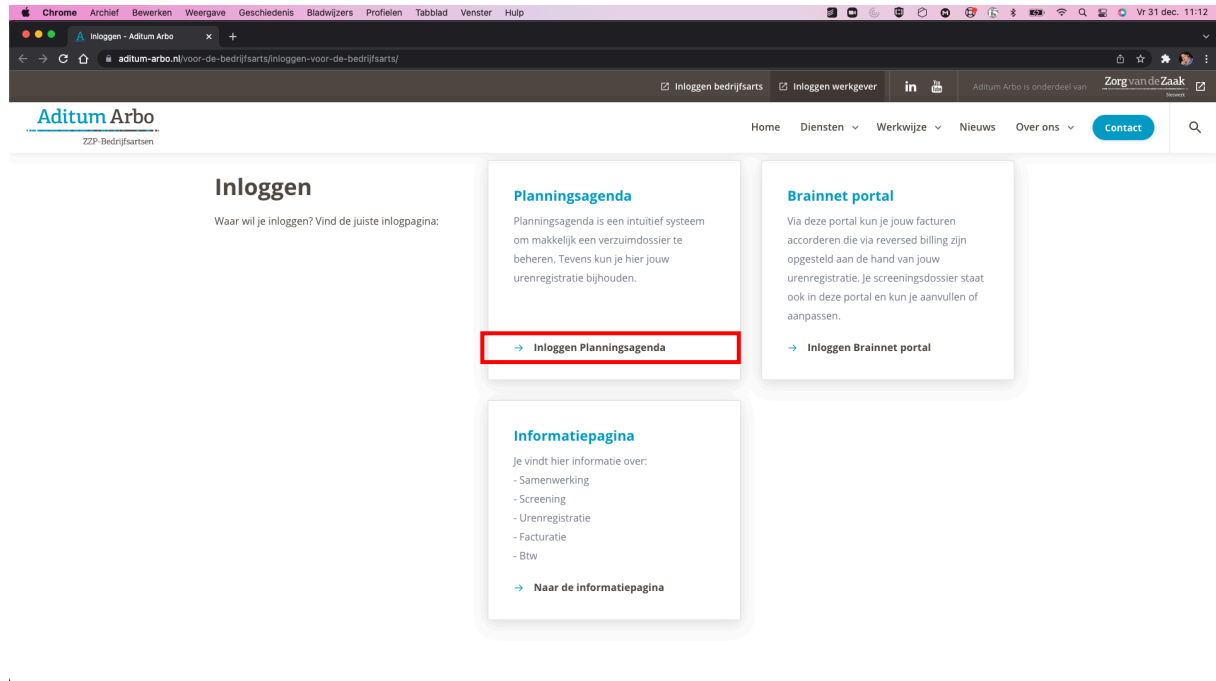 Chrome Archief Bewerken Weergave Geschiedenis Bladwijzers Profielen Tabblad Venster Hulp Vr 31 dec. 11:12
Inloggen - Aditum Arbo
aditum-arbo.nl/voor-de-bedrijfsarts/inloggen-voor-de-bedrijfsarts/
Inloggen bedrijfsarts Inloggen werkgever in You Tube Aditum Arbo is onderdeel van Zorg van de Zaak
Netwerk
Aditum Arbo
ZZP-Bedrijfsartsen
Home Diensten Werkwijze Nieuws Over ons Contact
Inloggen
Waar wil je inloggen? Vind de juiste inlogpagina:
Planningsagenda
Planningsagenda is een intuïtief systeem
om makkelijk een verzuimdossier te
beheren. Tevens kun je hier jouw
urenregistratie bijhouden.
→ Inloggen Planningsagenda
Brainnet portal
Via deze portal kun je jouw facturen
accorderen die via reversed billing zijn
opgesteld aan de hand van jouw
urenregistratie. Je screeningsdossier staat
ook in deze portal en kun je aanvullen of
aanpassen.
→ Inloggen Brainnet portal
Informatiepagina
Je vindt hier informatie over:
- Samenwerking
- Screening
- Urenregistratie
- Facturatie
- Btw
→ Naar de informatiepagina